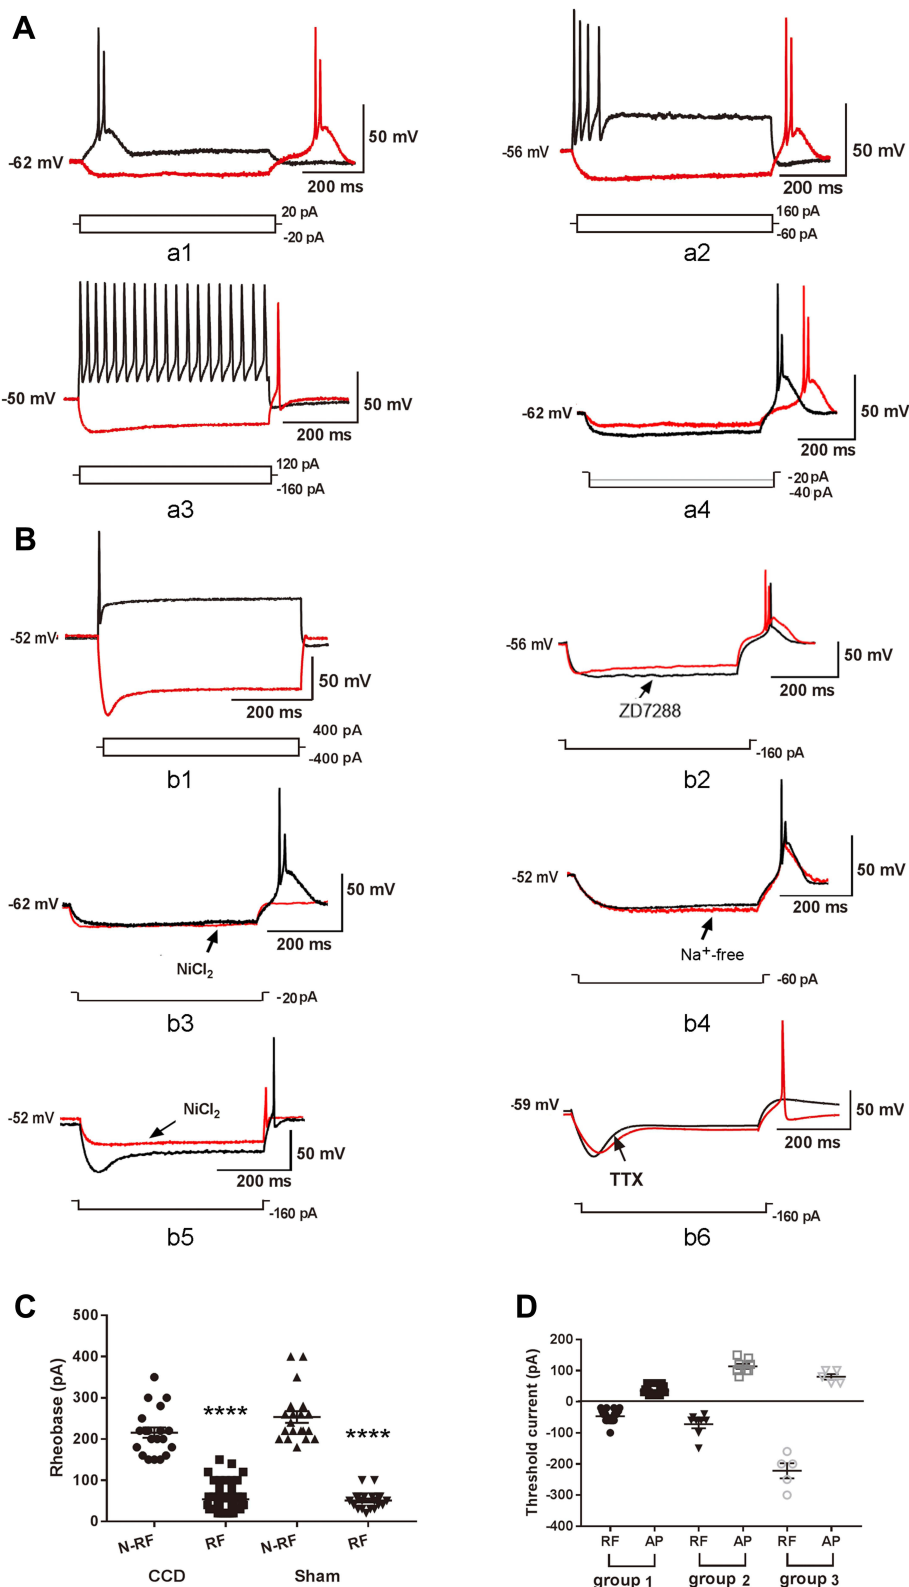 A
-62 mV
50 mV
200 ms
20 pA
-20 pA
a1
-56 mV
50 mV
200 ms
160 pA
-60 pA
a2
-50 mV
50 mV
200 ms
120 pA
-160 pA
a3
-62 mV
50 mV
200 ms
-20 pA
-40 pA
a4
B
-52 mV
50 mV
200 ms
400 pA
-400 pA
b1
-56 mV
50 mV
200 ms
ZD7288
-160 pA
b2
-62 mV
50 mV
200 ms
NiCl2
-20 pA
b3
-52 mV
50 mV
200 ms
Na+-free
-60 pA
b4
-52 mV
NiCl2
50 mV
200 ms
-160 pA
b5
-59 mV
50 mV
200 ms
TTX
-160 pA
b6
C
Rheobase (pA)
500
400
300
200
100
0
****
****
N-RF RF N-RF RF
CCD Sham
D
Threshold current (pA)
200
100
0
-100
-200
-300
-400
RF AP RF AP RF AP
group 1 group 2 group 3